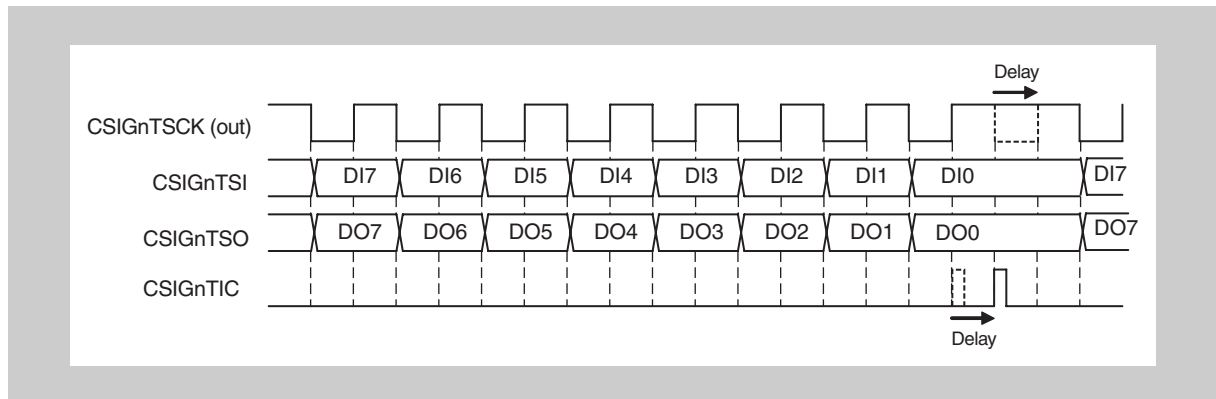 Delay
CSIGnTSCK (out)
CSIGnTSI DI7 DI6 DI5 DI4 DI3 DI2 DI1 DI0 DI7
CSIGnTSO DO7 DO6 DO5 DO4 DO3 DO2 DO1 DO0 DO7
CSIGnTIC
Delay